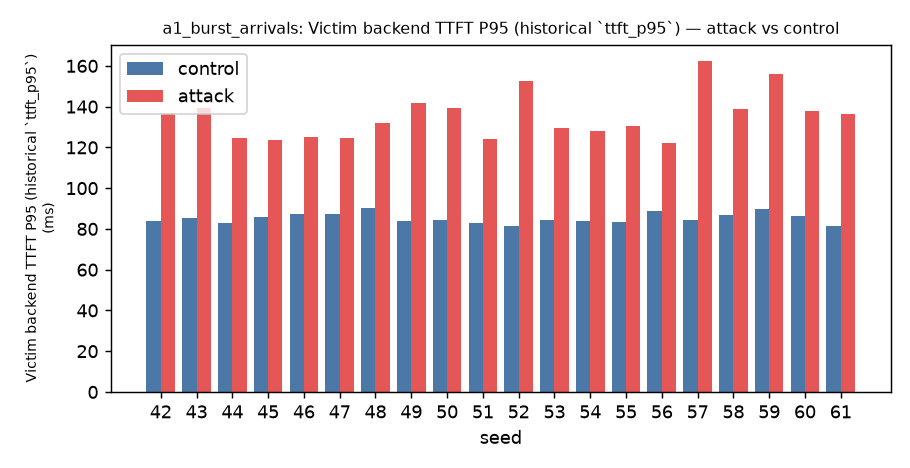 a1_burst_arrivals: Victim backend TTFT P95 (historical `ttft_p95`) — attack vs control
Victim backend TTFT P95 (historical `ttft_p95`)
(ms)
control
attack
160
140
120
100
80
60
40
20
0
42 43 44 45 46 47 48 49 50 51 52 53 54 55 56 57 58 59 60 61
seed